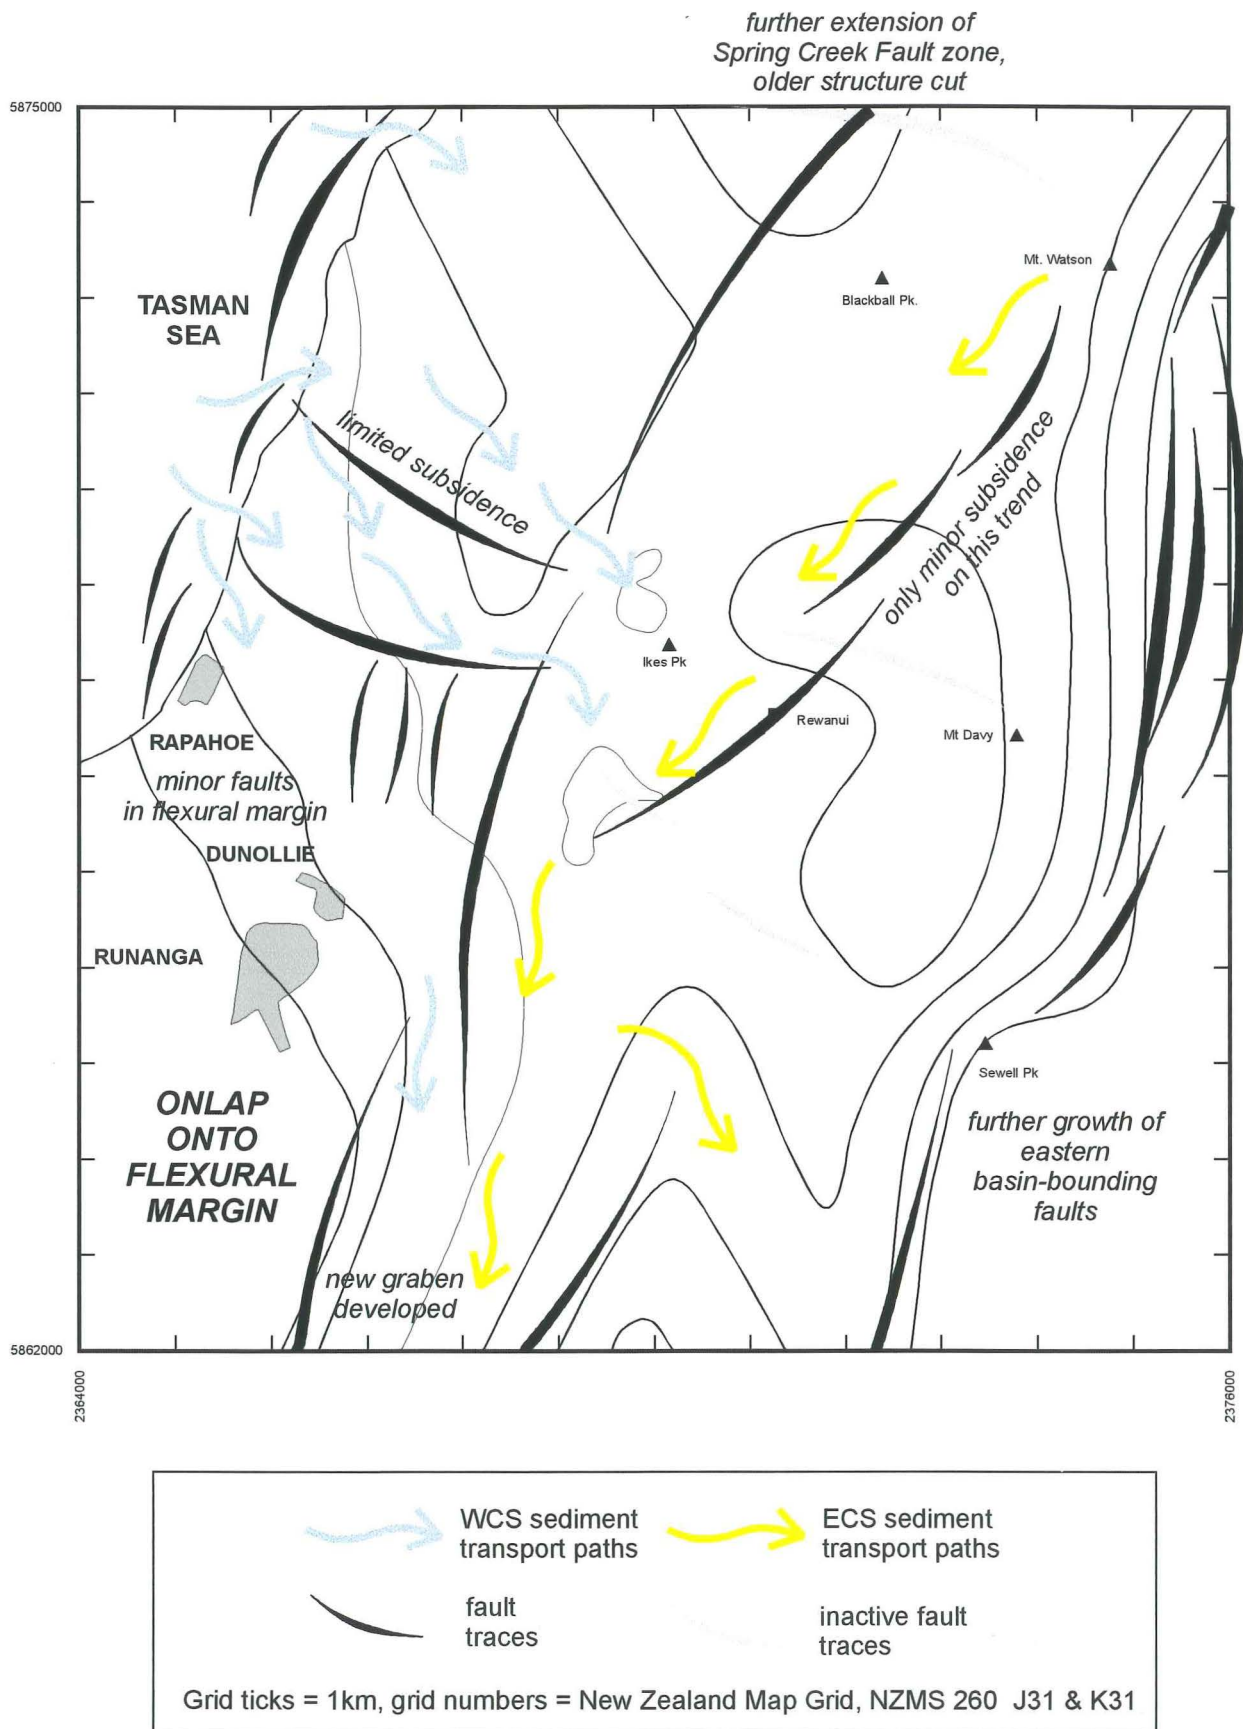 further extension of
Spring Creek Fault zone,
older structure cut
5875000
Mt. Watson
TASMAN
SEA
Blackball Pk.
limited subsidence
only minor subsidence
on this trend
Ikes Pk
Rewanui
Mt Davy
RAPAHOE
minor faults
in flexural margin
DUNOLLIE
RUNANGA
Sewell Pk
ONLAP
ONTO
FLEXURAL
MARGIN
further growth of
eastern
basin-bounding
faults
new graben
developed
5862000
2364000
2376000
WCS sediment
transport paths
ECS sediment
transport paths
fault
traces
inactive fault
traces
Grid ticks = 1km, grid numbers = New Zealand Map Grid, NZMS 260 J31 & K31